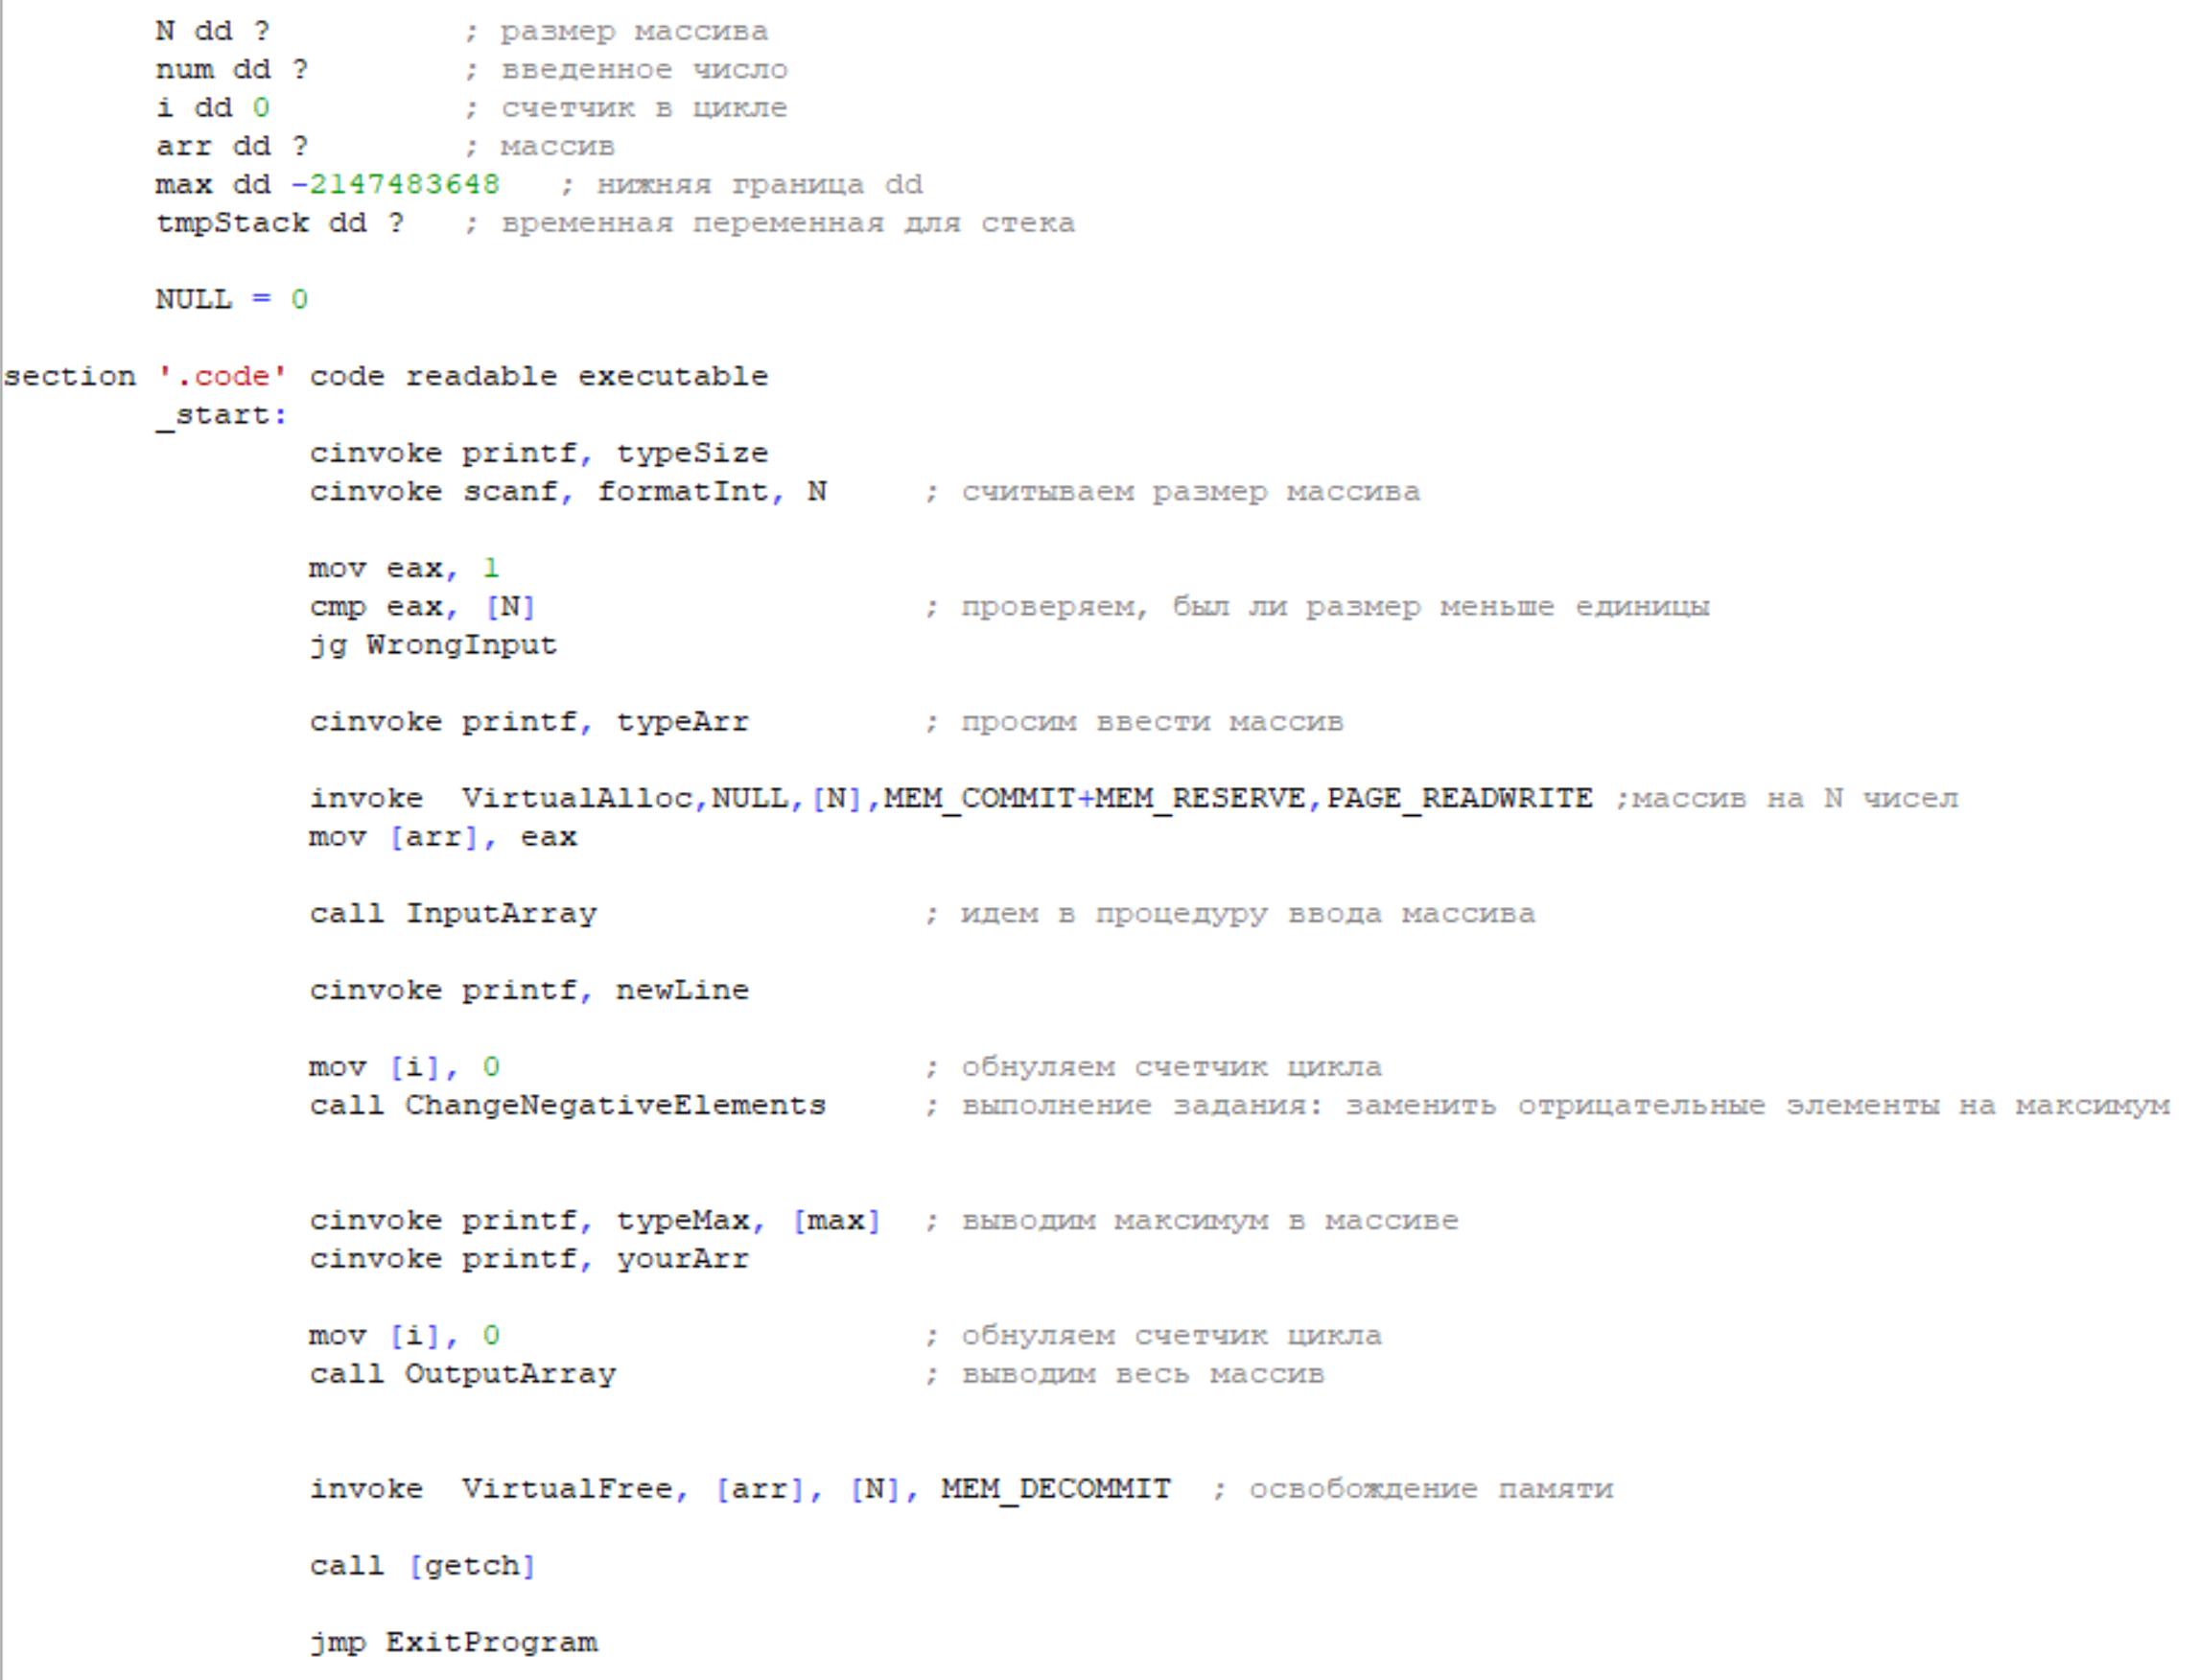 N dd ? ; размер массива
num dd ? ; введенное число
i dd 0 ; счетчик в цикле
arr dd ? ; массив
max dd -2147483648 ; нижняя граница dd
tmpStack dd ? ; временная переменная для стека
NULL = 0
section '.code' code readable executable
_start:
cinvoke printf, typeSize
cinvoke scanf, formatInt, N ; считываем размер массива
mov eax, 1
cmp eax, [N] ; проверяем, был ли размер меньше единицы
jg WrongInput
cinvoke printf, typeArr ; просим ввести массив
invoke VirtualAlloc,NULL,[N],MEM_COMMIT+MEM_RESERVE,PAGE_READWRITE ;массив на N чисел
mov [arr], eax
call InputArray ; идем в процедуру ввода массива
cinvoke printf, newLine
mov [i], 0 ; обнуляем счетчик цикла
call ChangeNegativeElements ; выполнение задания: заменить отрицательные элементы на максимум
cinvoke printf, typeMax, [max] ; выводим максимум в массиве
cinvoke printf, yourArr
mov [i], 0 ; обнуляем счетчик цикла
call OutputArray ; выводим весь массив
invoke VirtualFree, [arr], [N], MEM_DECOMMIT ; освобождение памяти
call [getch]
jmp ExitProgram